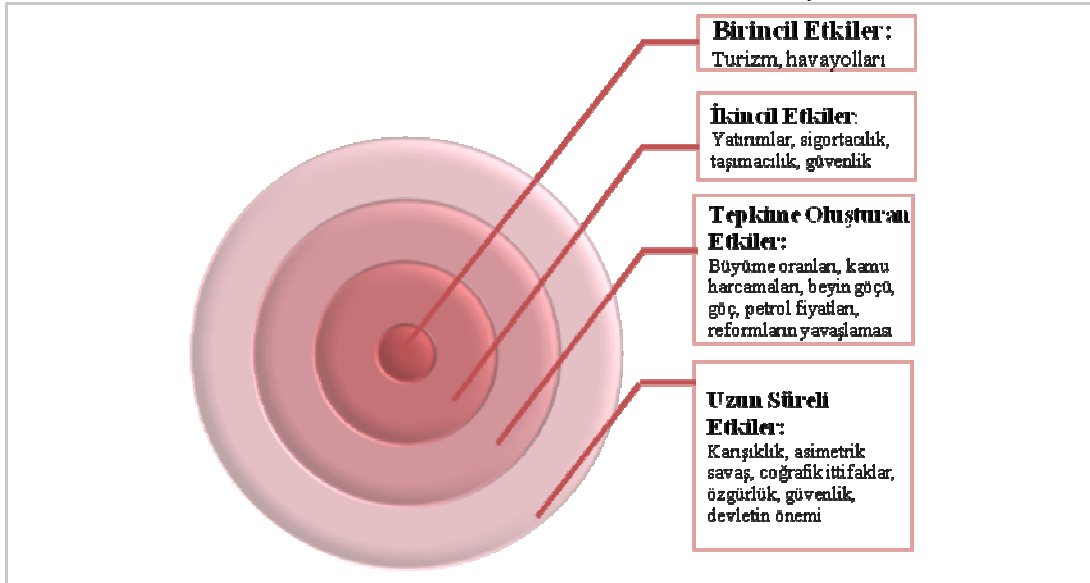 Birincil Etkiler:
Turizm, havayolları
İkincil Etkiler:
Yatırımlar, sigortacılık,
taşımacılık, güvenlik
Tepkime Oluşturan
Etkiler:
Büyüme oranları, kamu
harcamaları, beyin göçü,
göç, petrol fiyatları,
reformların yavaşlaması
Uzun Süreli
Etkiler:
Karışıklık, asimetrik
savaş, coğrafik ittifaklar,
özgürlük, güvenlik,
devletin önemi